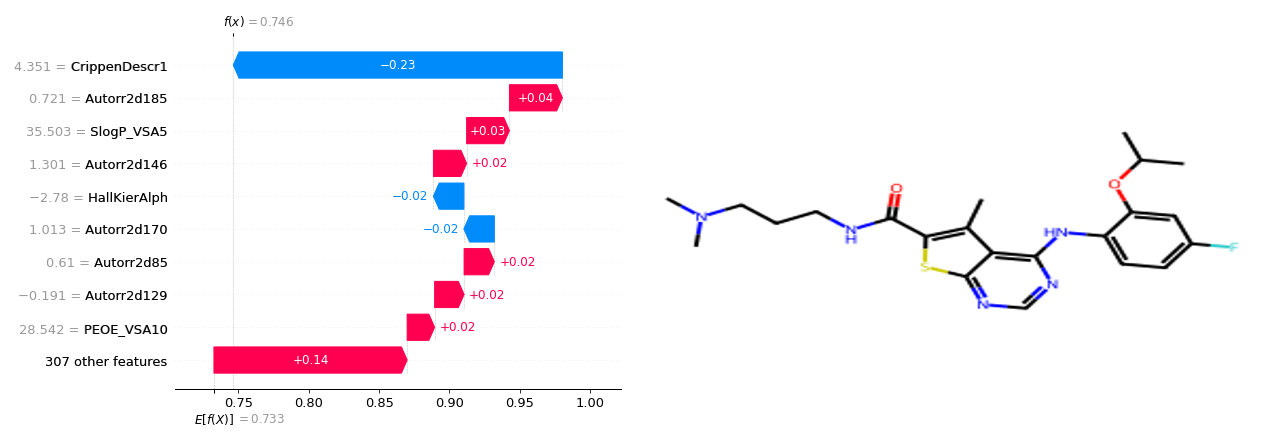 f(x) = 0.746
4.351 = CrippenDescr1
−0.23
0.721 = Autorr2d185
+0.04
35.503 = SlogP_VSA5
+0.03
1.301 = Autorr2d146
+0.02
−2.78 = HallKierAlph
−0.02
1.013 = Autorr2d170
−0.02
0.61 = Autorr2d85
+0.02
−0.191 = Autorr2d129
+0.02
28.542 = PEOE_VSA10
+0.02
307 other features
+0.14
0.75 0.80 0.85 0.90 0.95 1.00
E[f(X)] = 0.733
O
N
N
H
S
HN
O
F
N
N